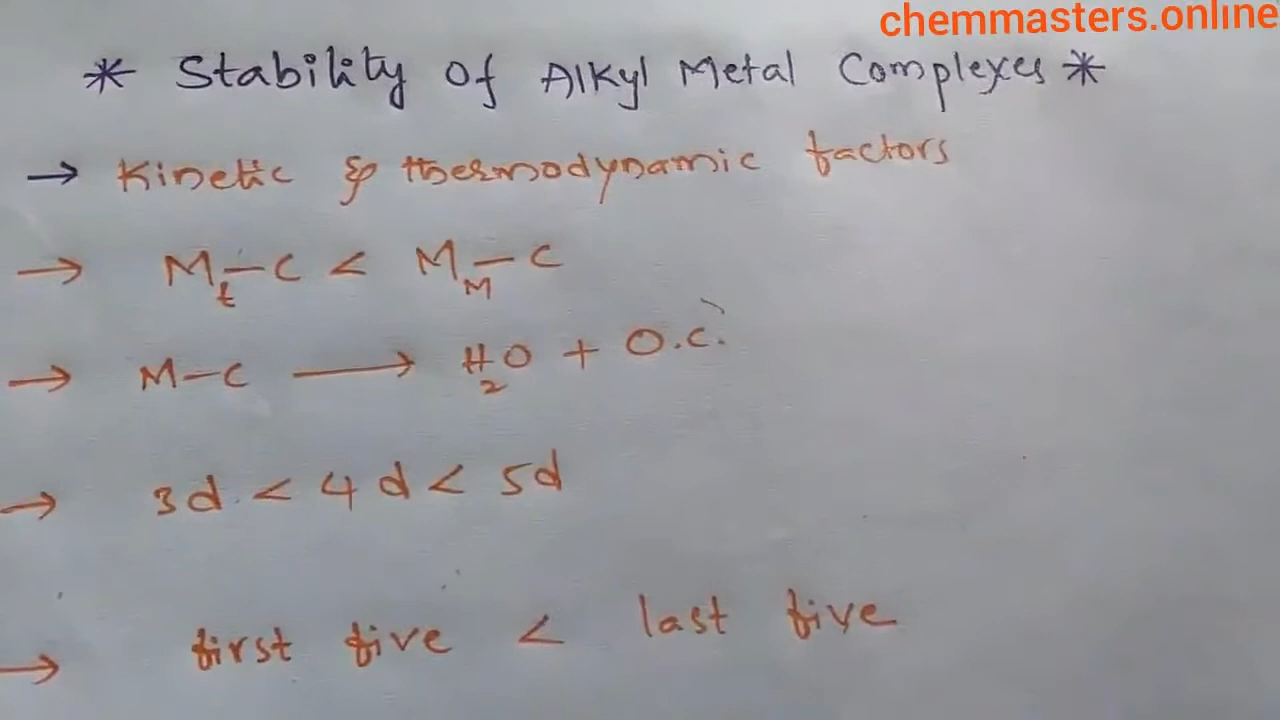 chemmasters.online
* Stability Of Alkyl Metal Complexes *
→ Kinetic & thermodynamic factors
→ Mₜ—C < M_M—C
→ M—C ⟶ H₂O + O.C.
→ 3d < 4d < 5d
→ first five < last five